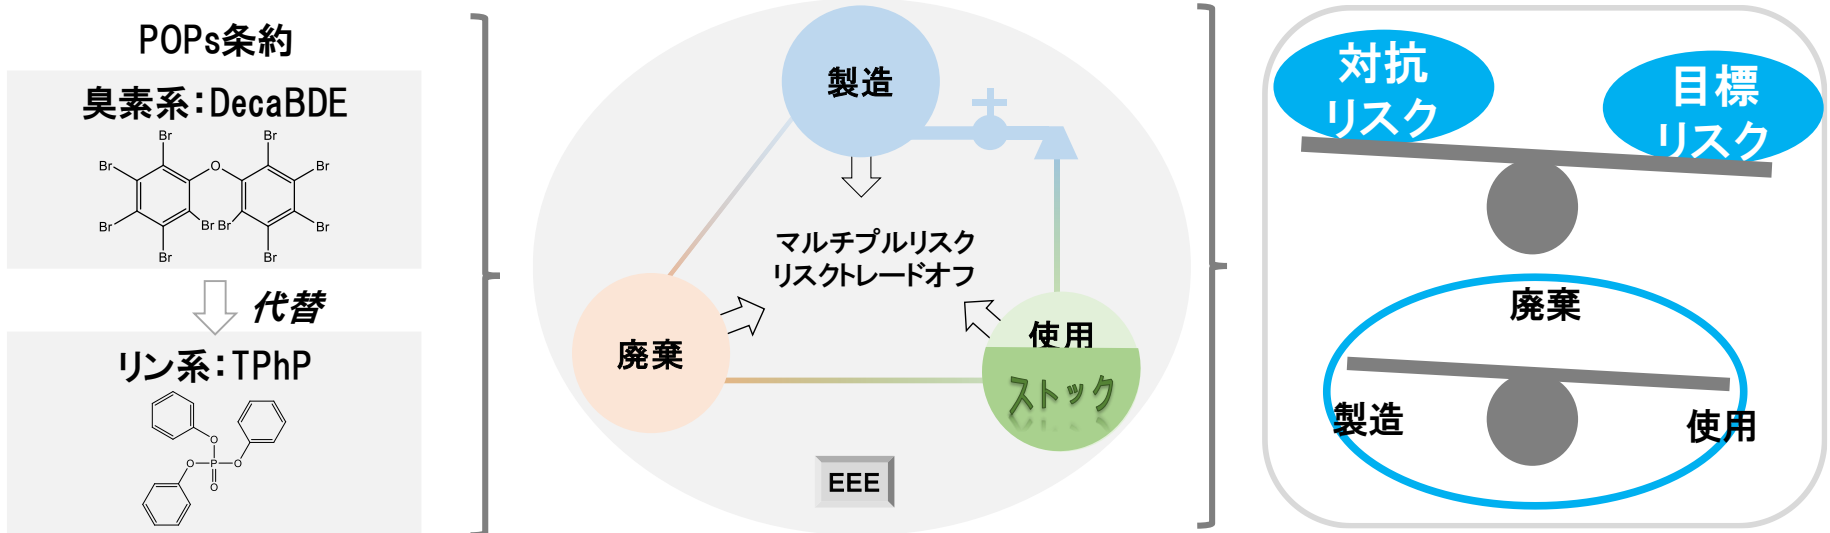 POPs条約
臭素系：DecaBDE
Br
Br
Br
O
Br
Br
Br
Br
Br
Br
Br
Br
代替
リン系：TPhP
O
O
P
O
O
製造
マルチプルリスク
リスクトレードオフ
廃棄
使用
ストック
EEE
対抗
リスク
目標
リスク
廃棄
製造
使用